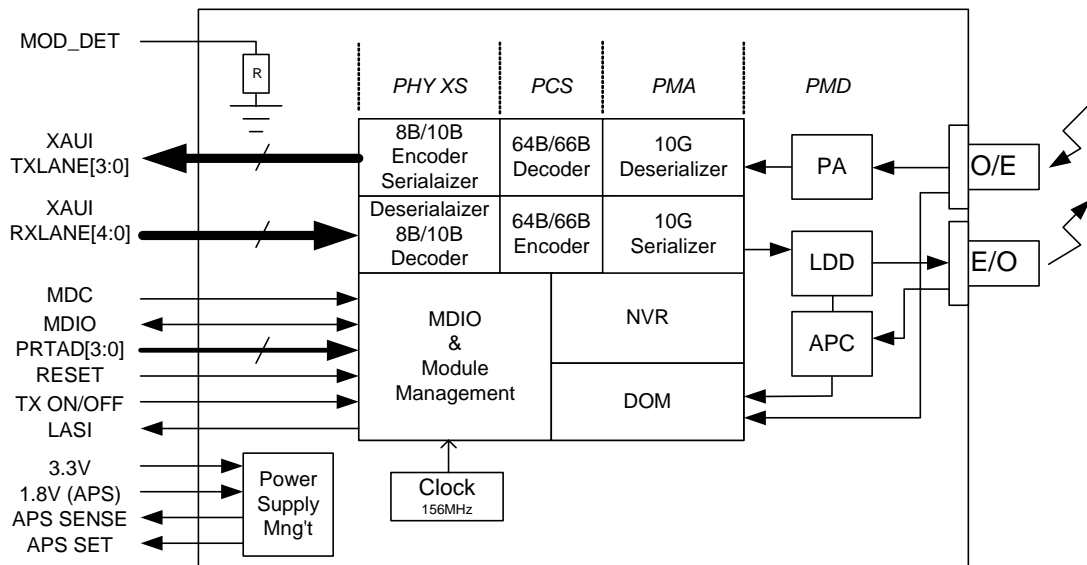 MOD_DET
R
PHY XS
PCS
PMA
PMD
XAUI
TXLANE[3:0]
8B/10B
Encoder
Serialaizer
64B/66B
Decoder
10G
Deserializer
PA
O/E
XAUI
RXLANE[4:0]
Deserialaizer
8B/10B
Decoder
64B/66B
Encoder
10G
Serializer
LDD
E/O
MDC
MDIO
PRTAD[3:0]
RESET
TX ON/OFF
LASI
MDIO
&
Module
Management
NVR
APC
DOM
3.3V
1.8V (APS)
APS SENSE
APS SET
Power
Supply
Mng't
Clock
156MHz